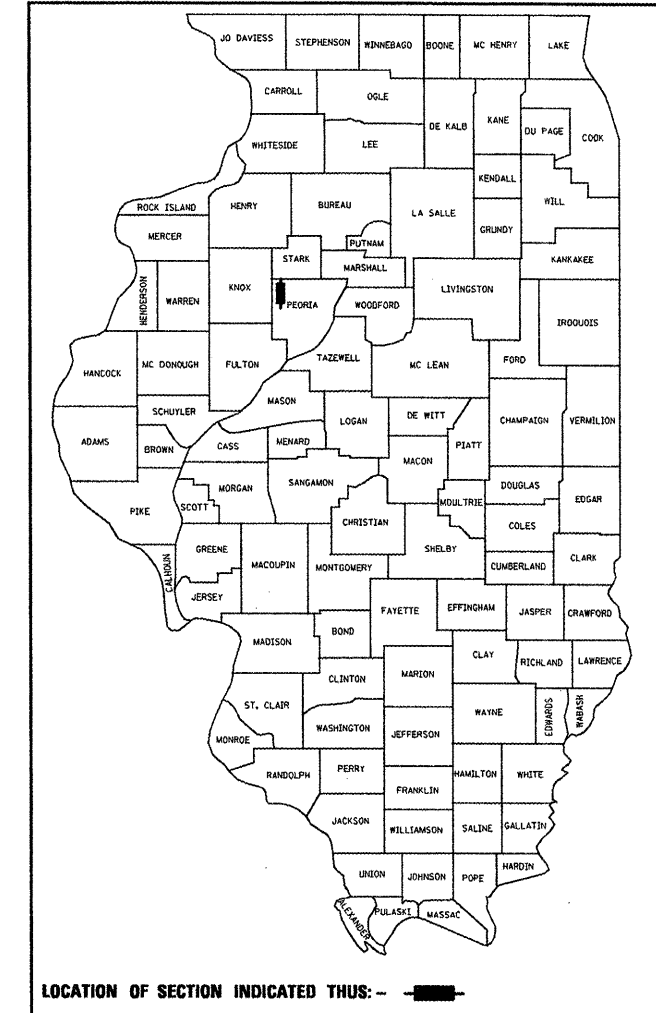 JO DAVIESS STEPHENSON WINNEBAGO BOONE MC HENRY LAKE
CARROLL OGLE DE KALB KANE DU PAGE COOK
WHITESIDE LEE
KENDALL WILL
ROCK ISLAND HENRY BUREAU LA SALLE GRUNDY
MERCER PUTNAM
STARK MARSHALL KANKAKEE
HENDERSON WARREN KNOX PEORIA WOODFORD LIVINGSTON IROQUOIS
HANCOCK MC DONOUGH FULTON TAZEWELL MC LEAN FORD
SCHUYLER MASON LOGAN DE WITT PIATT CHAMPAIGN VERMILION
ADAMS BROWN CASS MENARD MACON
PIKE SCOTT MORGAN SANGAMON MOULTRIE DOUGLAS EDGAR
CHRISTIAN COLES
CALHOUN GREENE MACOUPIN MONTGOMERY SHELBY CUMBERLAND CLARK
JERSEY FAYETTE EFFINGHAM JASPER CRAWFORD
MADISON BOND CLAY RICHLAND LAWRENCE
CLINTON MARION
ST. CLAIR WASHINGTON JEFFERSON WAYNE EDWARDS WABASH
MONROE
RANDOLPH PERRY FRANKLIN HAMILTON WHITE
JACKSON WILLIAMSON SALINE GALLATIN
UNION JOHNSON POPE HARDIN
ALEXANDER PULASKI MASSAC
LOCATION OF SECTION INDICATED THUS:-